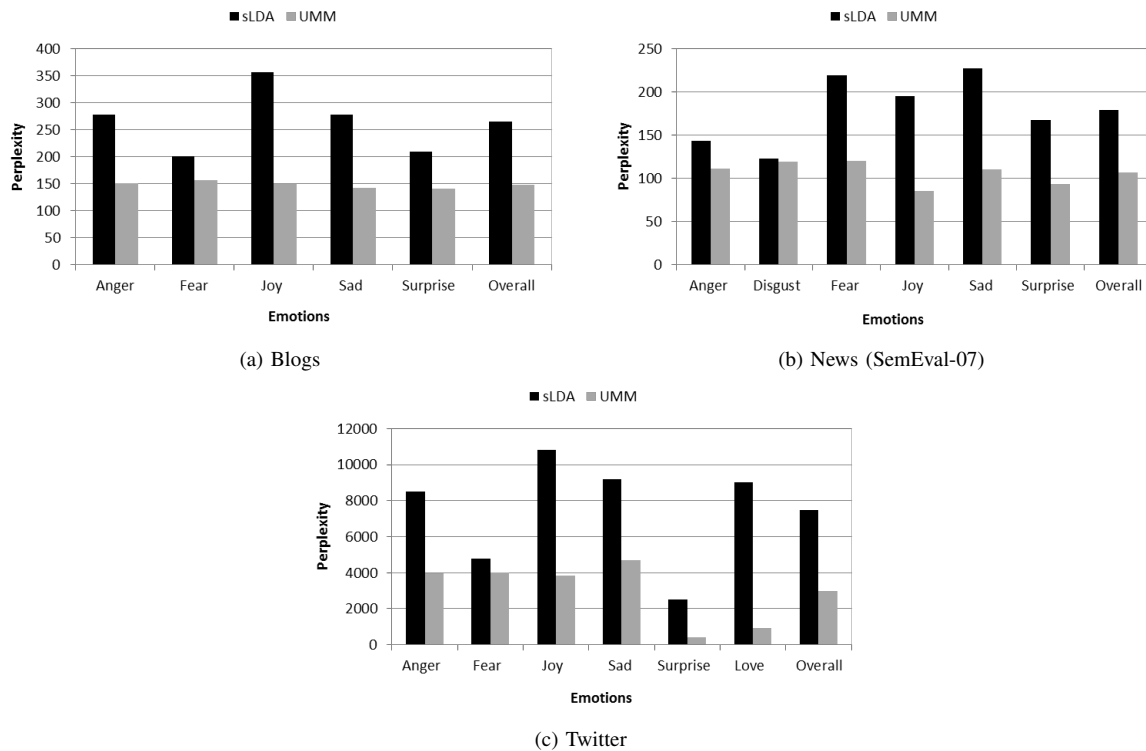 sLDA UMM
400
350
300
250
200
150
100
50
0
Perplexity
Anger Fear Joy Sad Surprise Overall
Emotions
(a) Blogs
sLDA UMM
250
200
150
100
50
0
Perplexity
Anger Disgust Fear Joy Sad Surprise Overall
Emotions
(b) News (SemEval-07)
sLDA UMM
12000
10000
8000
6000
4000
2000
0
Perplexity
Anger Fear Joy Sad Surprise Love Overall
Emotions
(c) Twitter